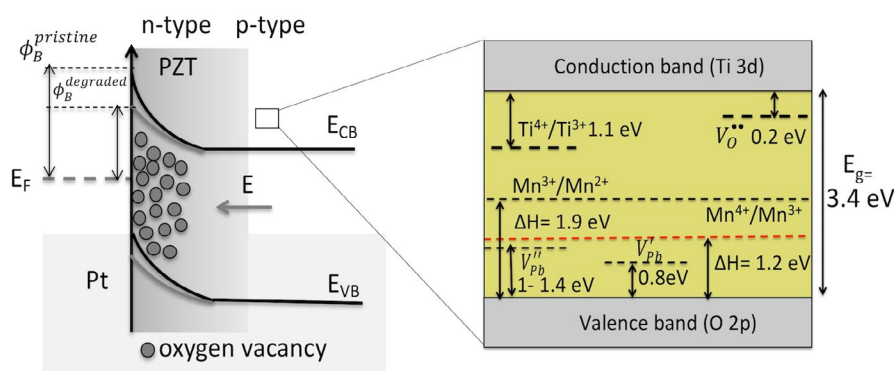 n-type p-type
ϕ_B^pristine
PZT
ϕ_B^degraded
E_CB
E_F
E
Pt
E_VB
oxygen vacancy
Conduction band (Ti 3d)
Ti⁴⁺/Ti³⁺ 1.1 eV
V_O^•• 0.2 eV
E_g=
3.4 eV
Mn³⁺/Mn²⁺
ΔH= 1.9 eV
Mn⁴⁺/Mn³⁺
V''_Pb
V'_Pb
ΔH= 1.2 eV
1- 1.4 eV
0.8eV
Valence band (O 2p)